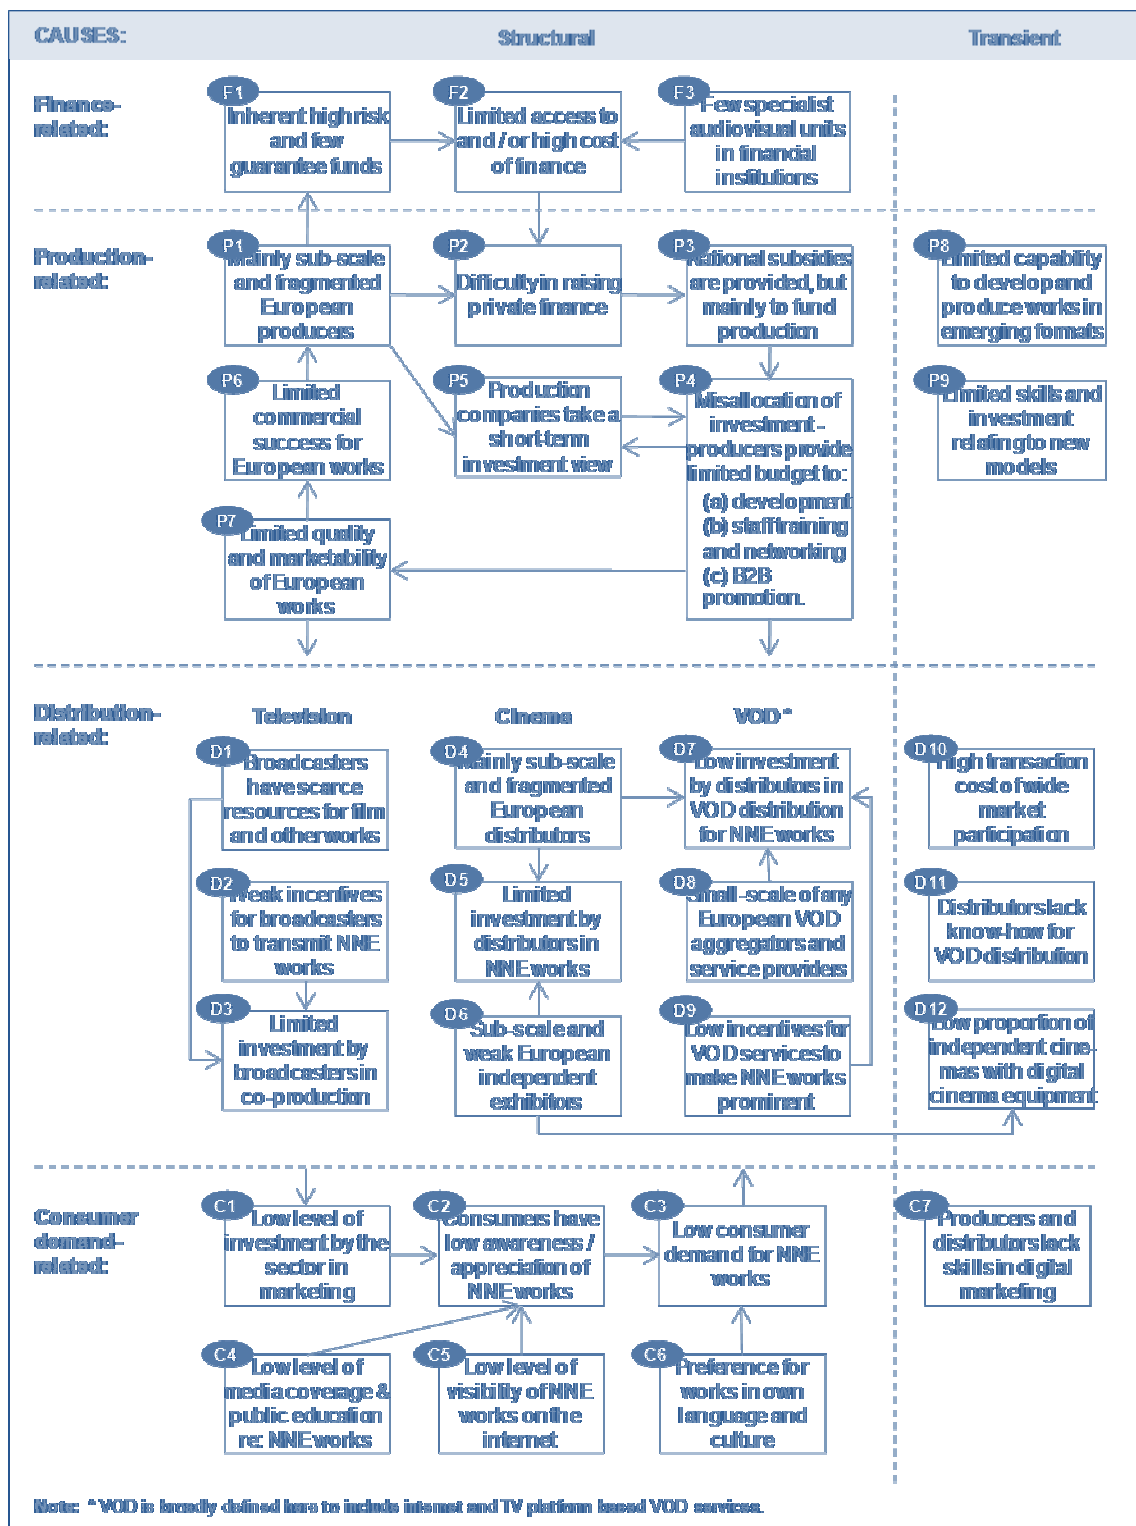 CAUSES:
Structural
Transient
Finance-
related:
F1
Inherent high risk
and few
guarantee funds
F2
Limited access to
and / or high cost
of finance
F3
Few specialist
audiovisual units
in financial
institutions
Production-
related:
P1
Mainly sub-scale
and fragmented
European
producers
P2
Difficulty in raising
private finance
P3
National subsidies
are provided, but
mainly to fund
production
P8
Limited capability
to develop and
produce works in
emerging formats
P6
Limited
commercial
success for
European works
P5
Production
companies take a
short-term
investment view
P4
Misallocation of
investment -
producers provide
limited budget to:
(a) development
(b) staff training
and networking
(c) B2B
promotion.
P9
Limited skills and
investment
relating to new
models
P7
Limited quality
and marketability
of European
works
Distribution-
related:
Television
Cinema
VOD *
D1
Broadcasters
have scarce
resources for film
and other works
D4
Mainly sub-scale
and fragmented
European
distributors
D7
Low investment
by distributors in
VOD distribution
for NNE works
D10
High transaction
cost of wide
market
participation
D2
Weak incentives
for broadcasters
to transmit NNE
works
D5
Limited
investment by
distributors in
NNE works
D8
Small-scale of any
European VOD
aggregators and
service providers
D11
Distributors lack
know-how for
VOD distribution
D3
Limited
investment by
broadcasters in
co-production
D6
Sub-scale and
weak European
independent
exhibitors
D9
Low incentives for
VOD services to
make NNE works
prominent
D12
Low proportion of
independent cine-
mas with digital
cinema equipment
Consumer
demand-
related:
C1
Low level of
investment by the
sector in
marketing
C2
Consumers have
low awareness /
appreciation of
NNE works
C3
Low consumer
demand for NNE
works
C7
Producers and
distributors lack
skills in digital
marketing
C4
Low level of
media coverage &
public education
re: NNE works
C5
Low level of
visibility of NNE
works on the
internet
C6
Preference for
works in own
language and
culture
Note: * VOD is broadly defined here to include internet and TV platform based VOD services.